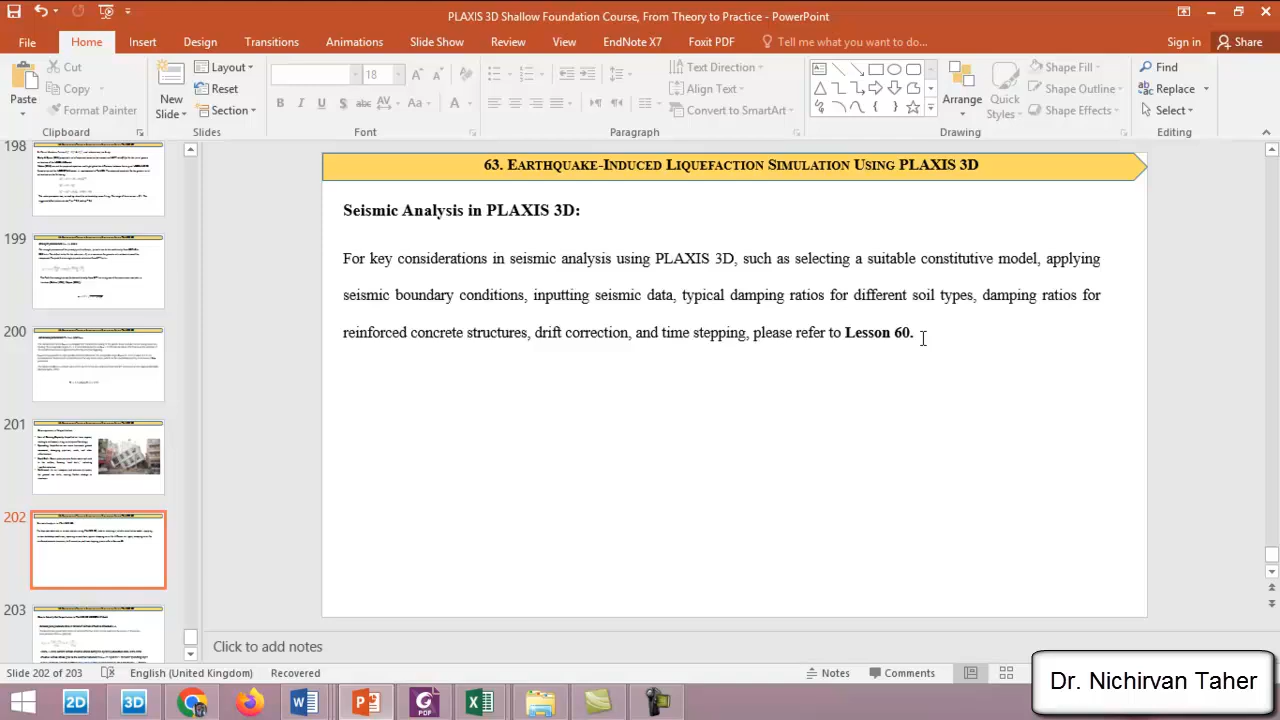 PLAXIS 3D Shallow Foundation Course, From Theory to Practice - PowerPoint
File Home Insert Design Transitions Animations Slide Show Review View EndNote X7 Foxit PDF Tell me what you want to do... Sign in Share
Paste Cut Copy Format Painter
New Slide Layout Reset Section
18
Text Direction Align Text Convert to SmartArt
Arrange Quick Styles Shape Fill Shape Outline Shape Effects
Find Replace Select
Clipboard Slides Font Paragraph Drawing Editing
198
199
200
201
202
203
63. Earthquake-Induced Liquefaction Simulation Using PLAXIS 3D
Seismic Analysis in PLAXIS 3D:
For key considerations in seismic analysis using PLAXIS 3D, such as selecting a suitable constitutive model, applying
seismic boundary conditions, inputting seismic data, typical damping ratios for different soil types, damping ratios for
reinforced concrete structures, drift correction, and time stepping, please refer to Lesson 60.
Click to add notes
Slide 202 of 203 English (United Kingdom) Recovered Notes Comments
2D 3D
Dr. Nichirvan Taher